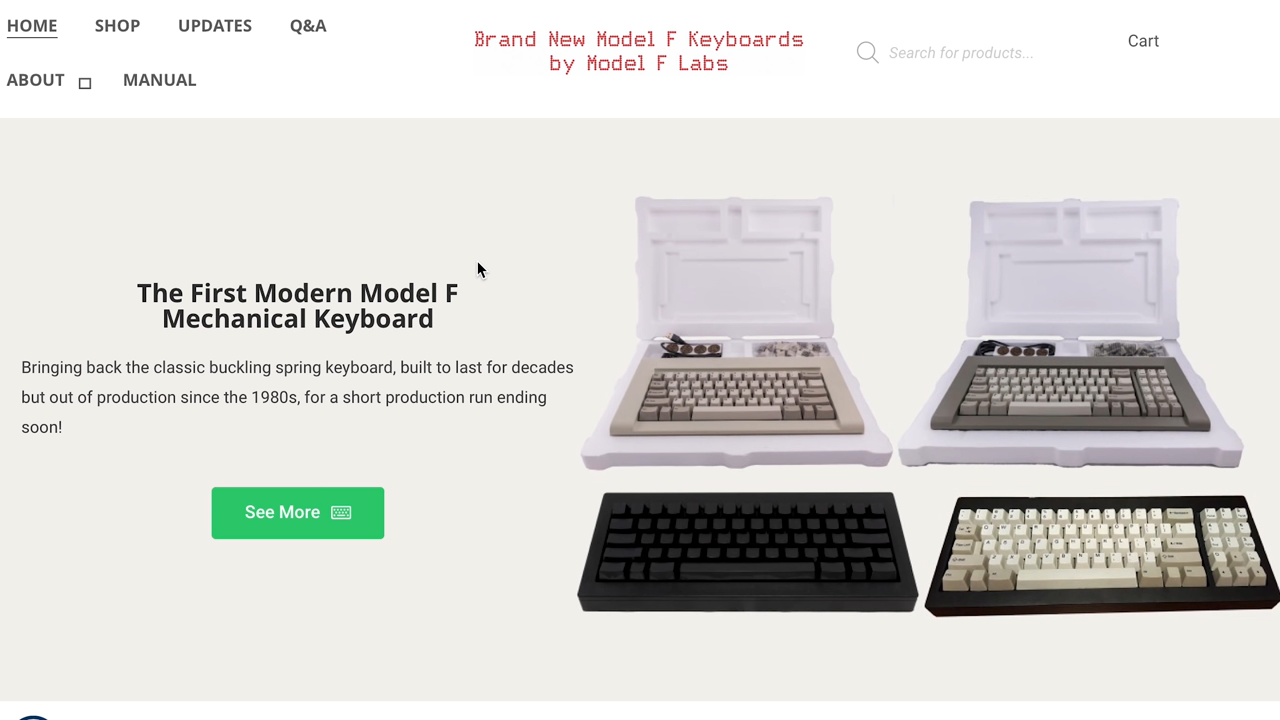 HOME SHOP UPDATES Q&A
ABOUT MANUAL
Brand New Model F Keyboards
by Model F Labs
Search for products...
Cart
The First Modern Model F
Mechanical Keyboard
Bringing back the classic buckling spring keyboard, built to last for decades
but out of production since the 1980s, for a short production run ending
soon!
See More